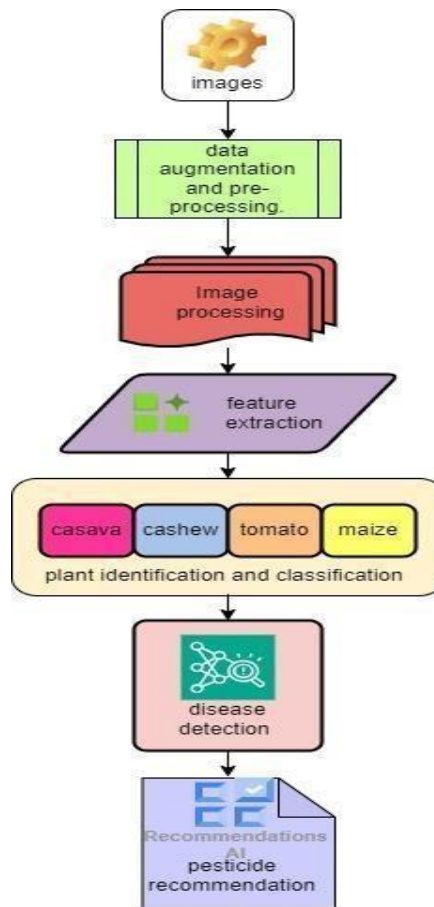 images
data
augmentation
and pre-
processing.
Image
processing
feature
extraction
casava cashew tomato maize
plant identification and classification
disease
detection
Recommendations
AI
pesticide
recommendation